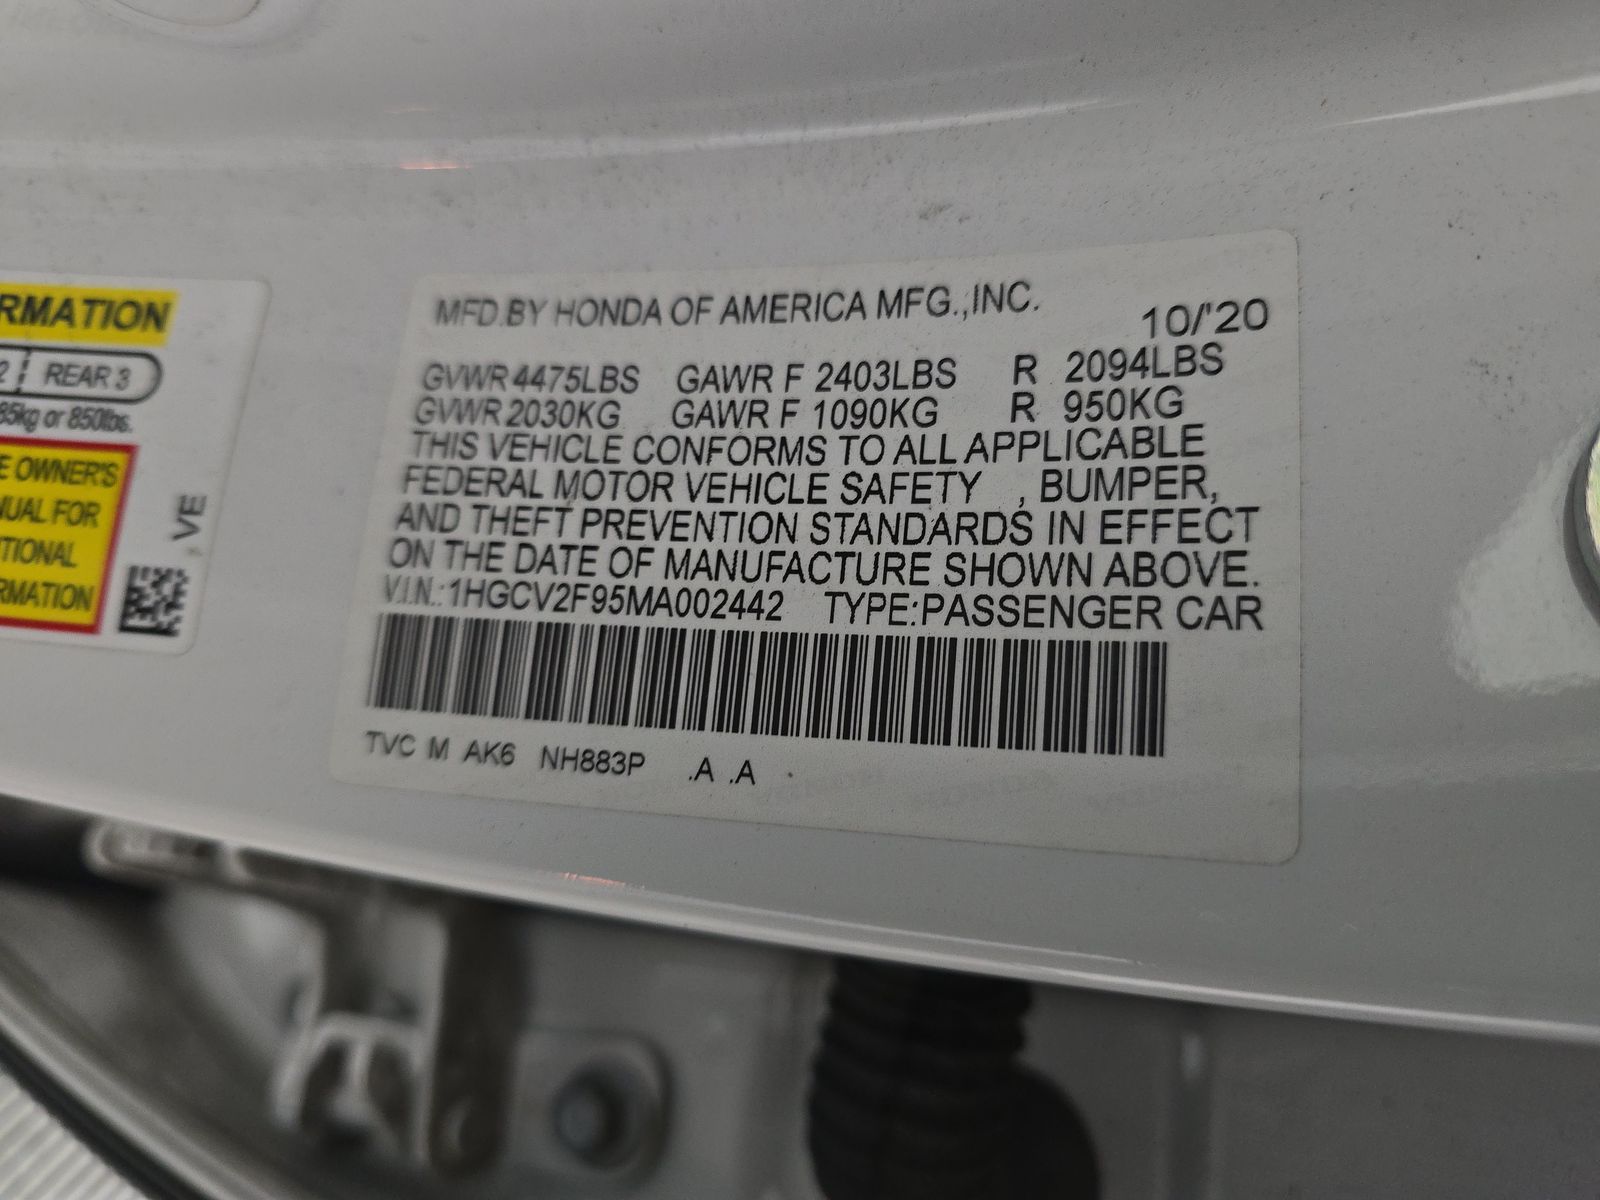 RMATION
2 REAR 3
85kg or 850lbs.
E OWNER'S
UAL FOR
TIONAL
RMATION
, VE
MFD.BY HONDA OF AMERICA MFG.,INC.
10/'20
GVWR 4475LBS GAWR F 2403LBS R 2094LBS
GVWR 2030KG GAWR F 1090KG R 950KG
THIS VEHICLE CONFORMS TO ALL APPLICABLE
FEDERAL MOTOR VEHICLE SAFETY , BUMPER,
AND THEFT PREVENTION STANDARDS IN EFFECT
ON THE DATE OF MANUFACTURE SHOWN ABOVE.
V.I.N.: 1HGCV2F95MA002442 TYPE:PASSENGER CAR
TVC M AK6 NH883P .A .A